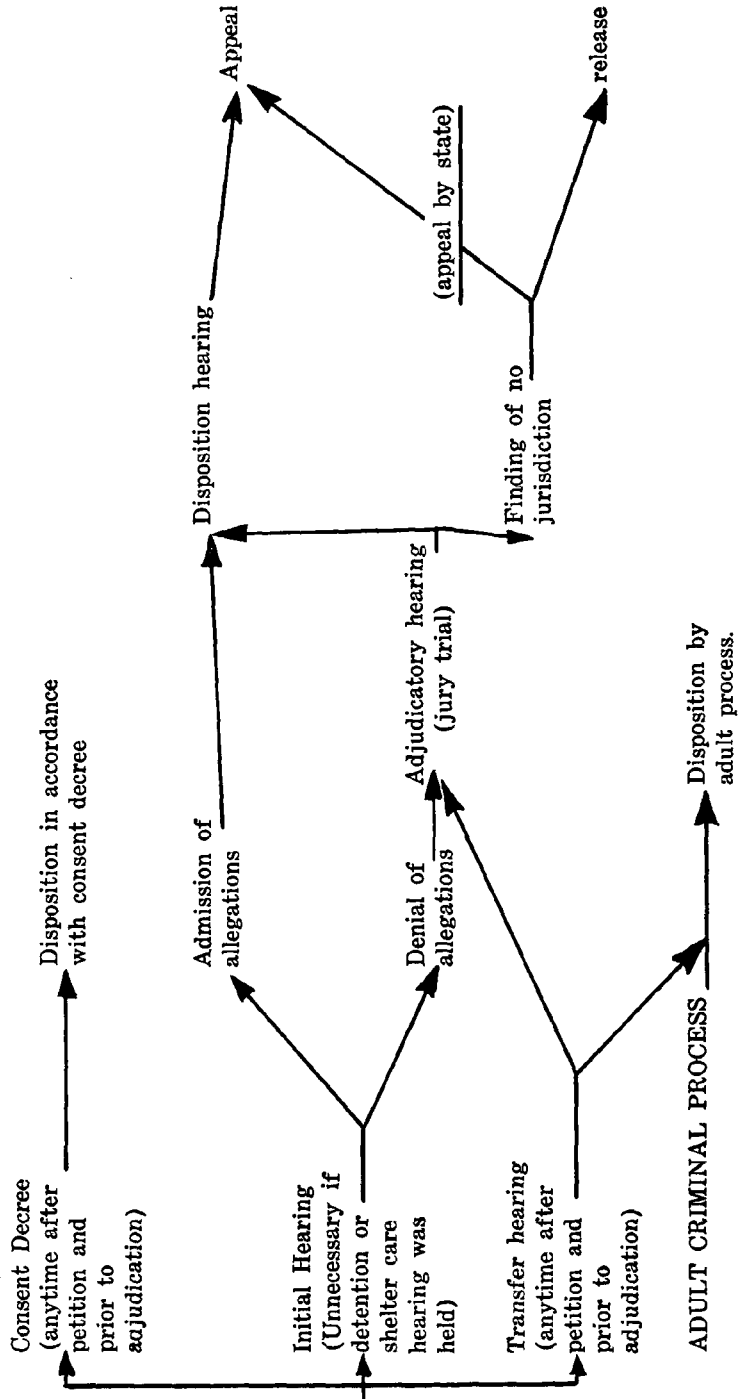 Consent Decree
(anytime after
petition and
prior to
adjudication)
Disposition in accordance
with consent decree
Initial Hearing
(Unnecessary if
detention or
shelter care
hearing was
held)
Admission of
allegations
Denial of
allegations
Disposition hearing
Appeal
Adjudicatory hearing
(jury trial)
(appeal by state)
Finding of no
jurisdiction
release
Transfer hearing
(anytime after
petition and
prior to
adjudication)
ADULT CRIMINAL PROCESS
Disposition by
adult process.